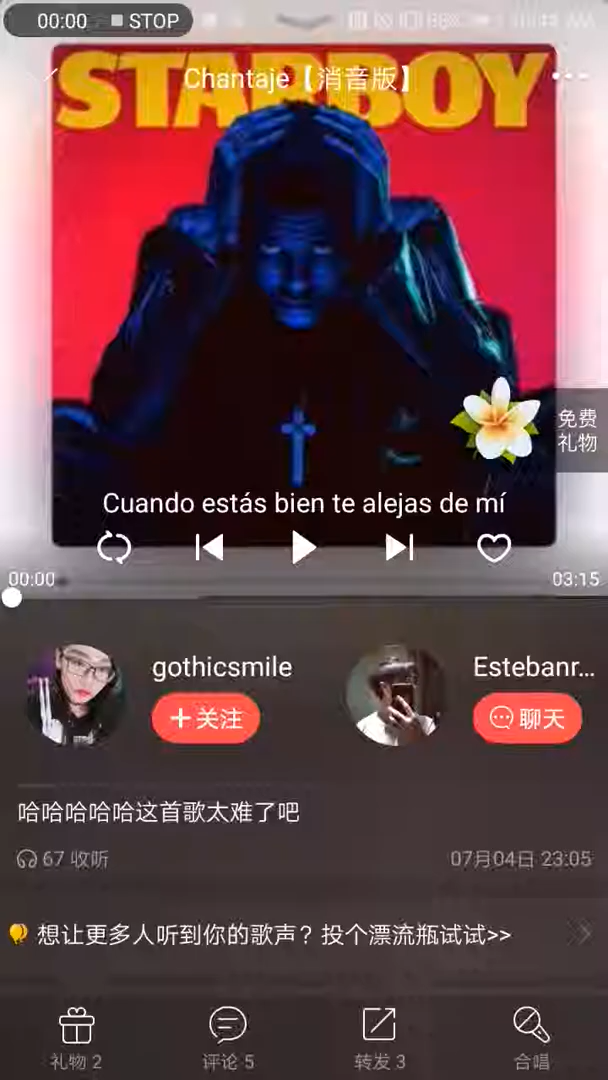 00:00 STOP
STARBOY
Chantaje【消音版】
免费
礼物
Cuando estás bien te alejas de mí
00:00
03:15
gothicsmile
Estebanr...
+关注
聊天
哈哈哈哈哈这首歌太难了吧
67 收听
07月04日 23:05
想让更多人听到你的歌声？投个漂流瓶试试>>
礼物 2
评论 5
转发 3
合唱